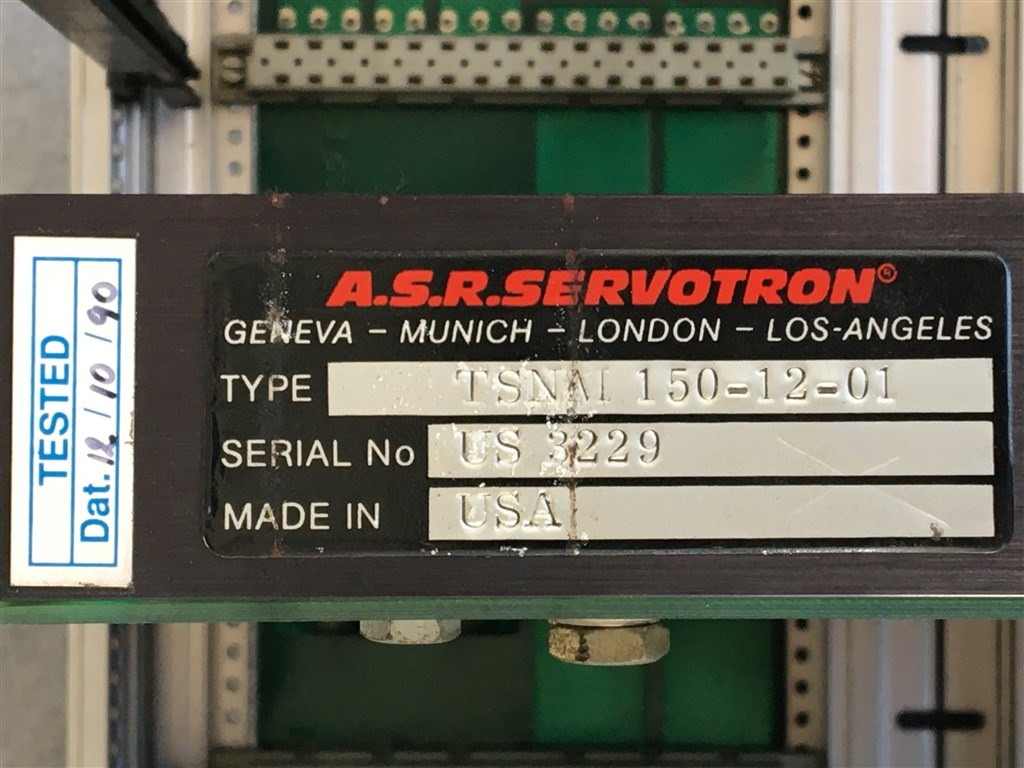 TESTED
Dat. 12/10/90
A.S.R.SERVOTRON®
GENEVA – MUNICH – LONDON – LOS-ANGELES
TYPE TSNM 150-12-01
SERIAL No US 3229
MADE IN USA